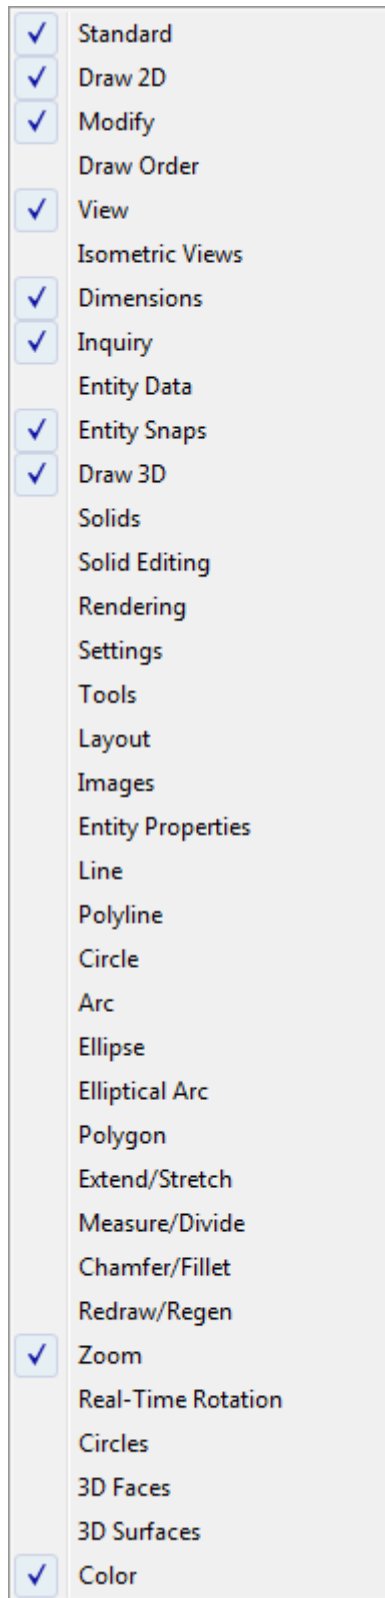 Standard
Draw 2D
Modify
Draw Order
View
Isometric Views
Dimensions
Inquiry
Entity Data
Entity Snaps
Draw 3D
Solids
Solid Editing
Rendering
Settings
Tools
Layout
Images
Entity Properties
Line
Polyline
Circle
Arc
Ellipse
Elliptical Arc
Polygon
Extend/Stretch
Measure/Divide
Chamfer/Fillet
Redraw/Regen
Zoom
Real-Time Rotation
Circles
3D Faces
3D Surfaces
Color